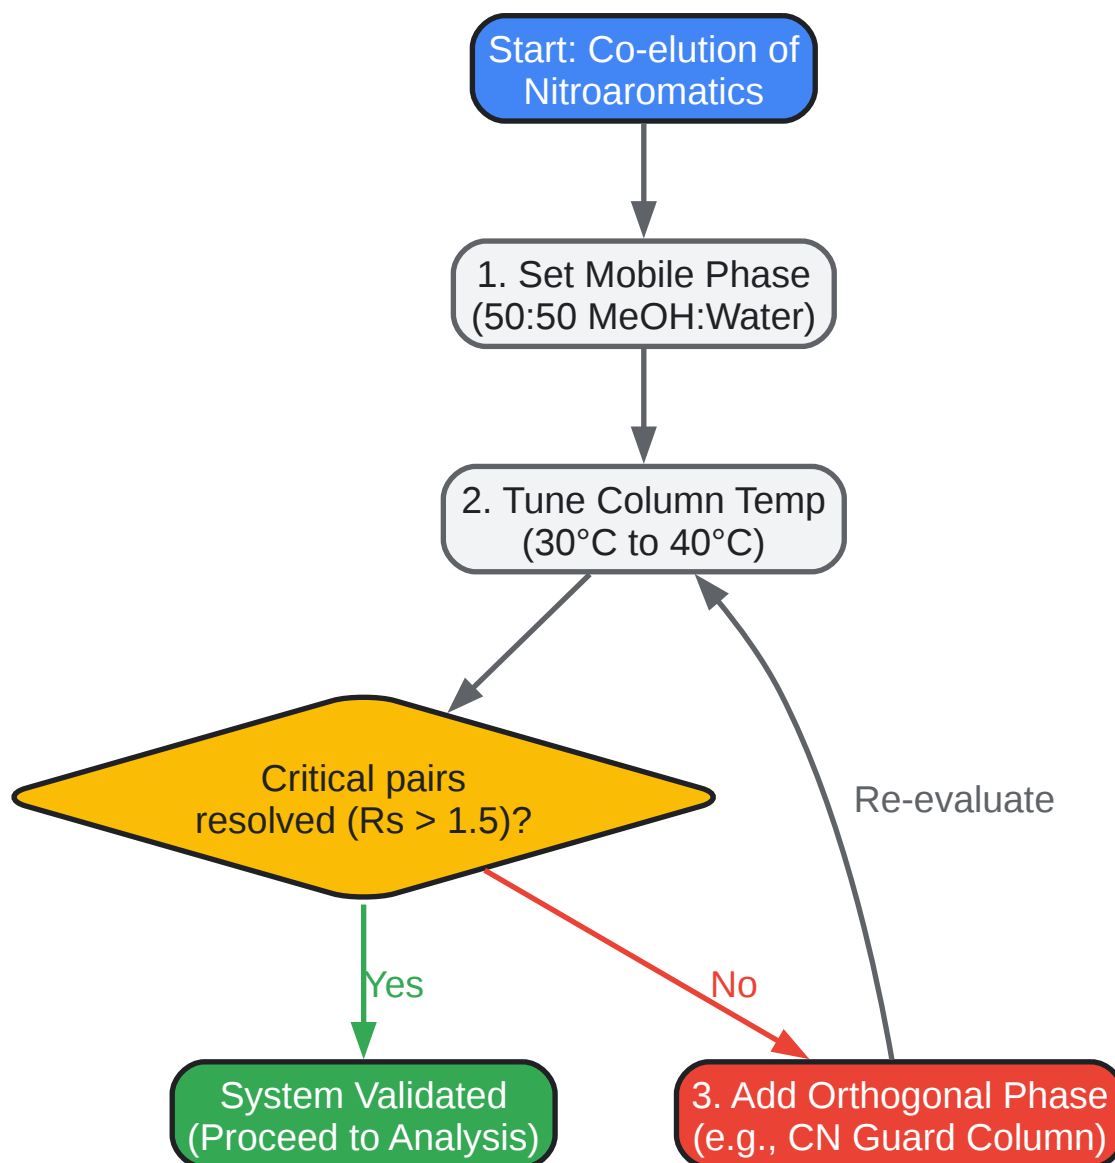 Start: Co-elution of
Nitroaromatics
1. Set Mobile Phase
(50:50 MeOH:Water)
2. Tune Column Temp
(30°C to 40°C)
Critical pairs
resolved (Rs > 1.5)?
Re-evaluate
Yes
No
System Validated
(Proceed to Analysis)
3. Add Orthogonal Phase
(e.g., CN Guard Column)